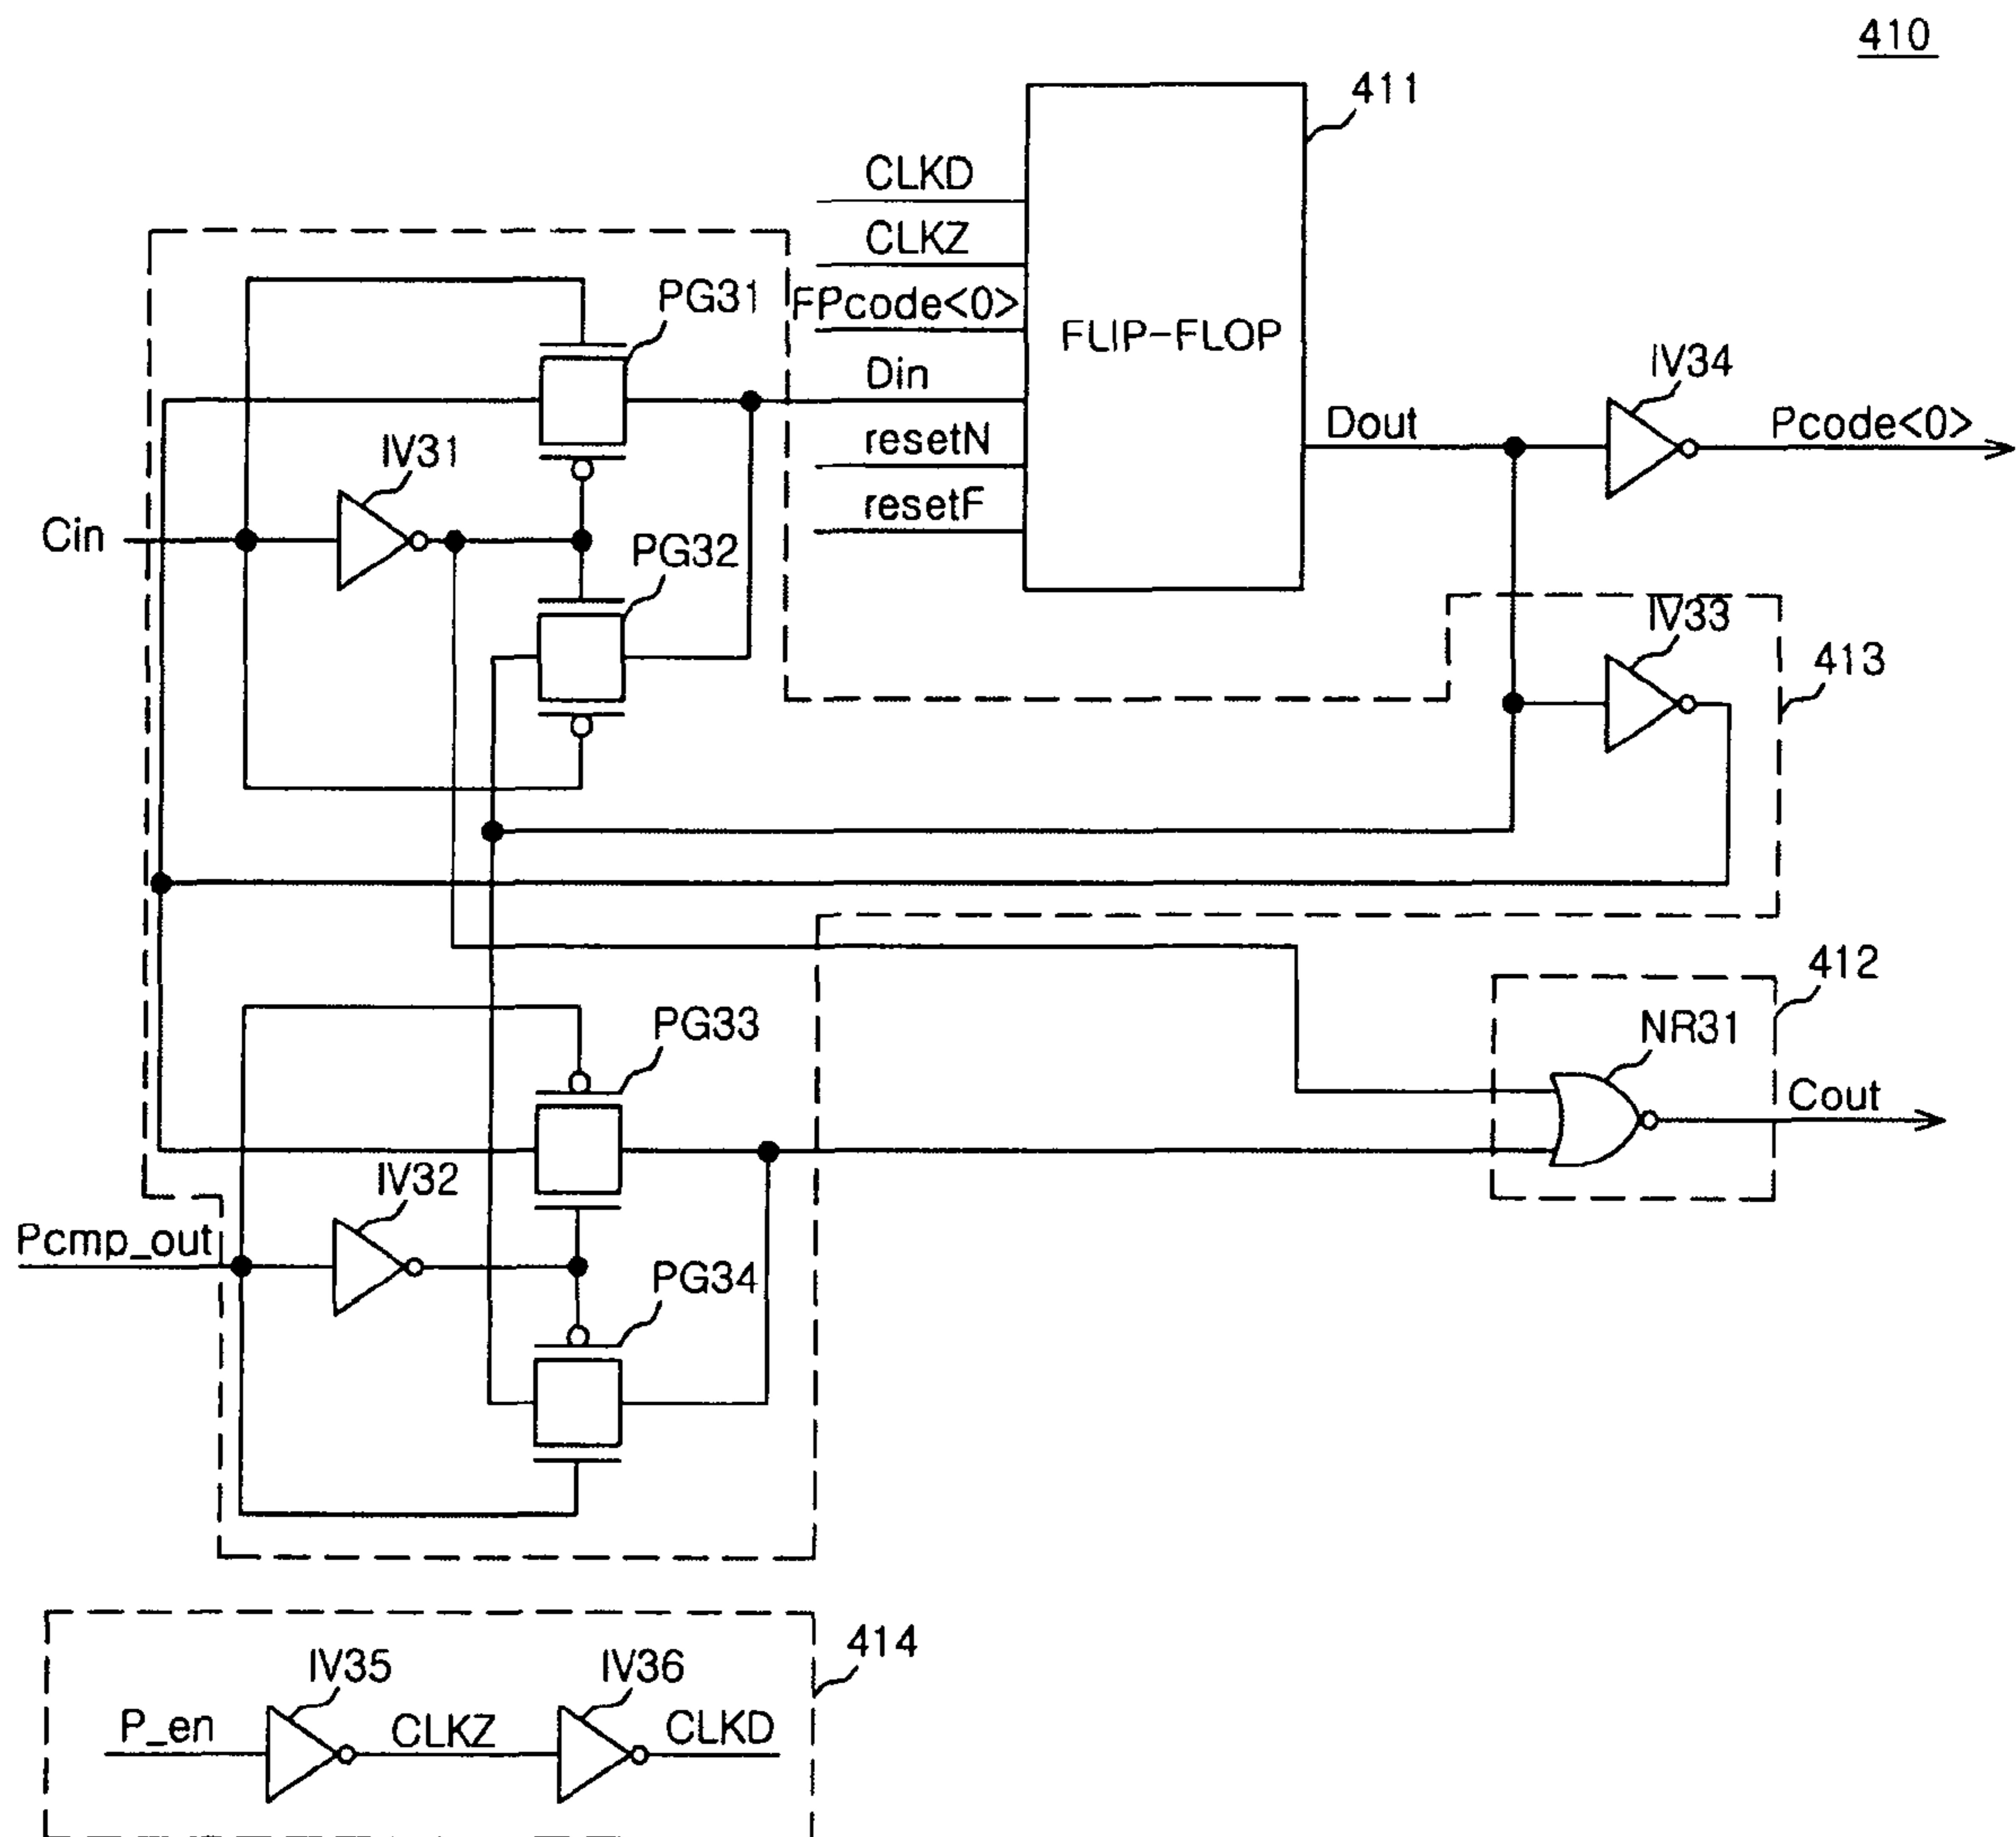 410
411
CLKD
CLKZ
PG31
FPcode<0>
FLIP-FLOP
Din
IV34
IV31
resetN
Dout
Pcode<0>
resetF
Cin
PG32
IV33
413
412
PG33
NR31
Cout
IV32
Pcmp_out
PG34
414
IV35
IV36
P_en
CLKZ
CLKD